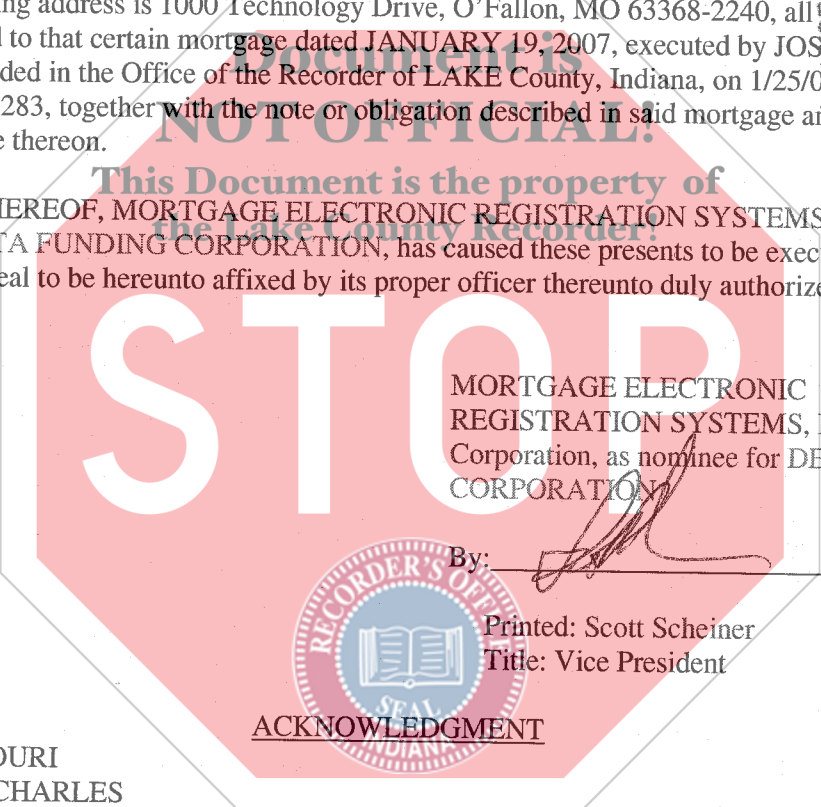 ng address is 1000 Technology Drive, O'Fallon, MO 63368-2240, all
Document is
to that certain mortgage dated JANUARY 19, 2007, executed by JOS
ded in the Office of the Recorder of LAKE County, Indiana, on 1/25/0
NOT OFFICIAL!
283, together with the note or obligation described in said mortgage a
e thereon.
This Document is the property of
HEREOF, MORTGAGE ELECTRONIC REGISTRATION SYSTEMS
the Lake County Recorder!
TA FUNDING CORPORATION, has caused these presents to be exec
eal to be hereunto affixed by its proper officer thereunto duly authorize
STOP
MORTGAGE ELECTRONIC
REGISTRATION SYSTEMS,
Corporation, as nominee for DE
CORPORATION
By:
RECORDER'S OFFICE
Printed: Scott Scheiner
Title: Vice President
SEAL
ACKNOWLEDGMENT
INDIANA
OURI
CHARLES